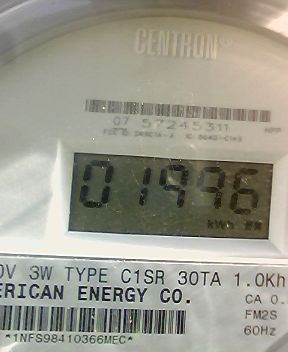 CENTRON®
07 57245311
01996
kWh
0V 3W TYPE C1SR 30TA 1.0Kh
ERICAN ENERGY CO.
CA 0.
FM2S
60Hz
*1NFS98410366MEC*